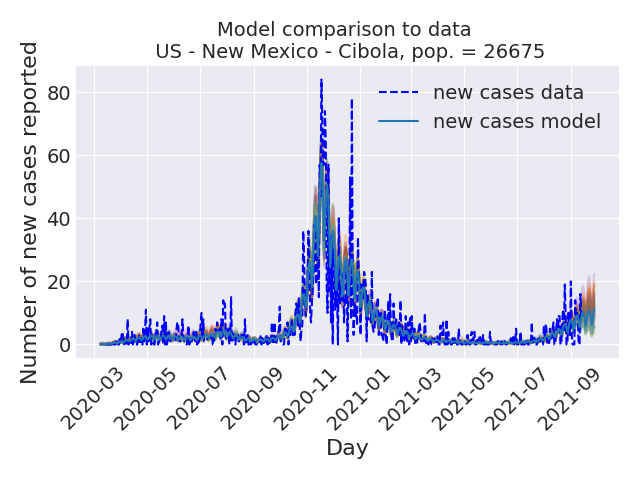 Model comparison to data
US - New Mexico - Cibola, pop. = 26675
Number of new cases reported
80
60
40
20
0
new cases data
new cases model
2020-03
2020-05
2020-07
2020-09
2020-11
2021-01
2021-03
2021-05
2021-07
2021-09
Day